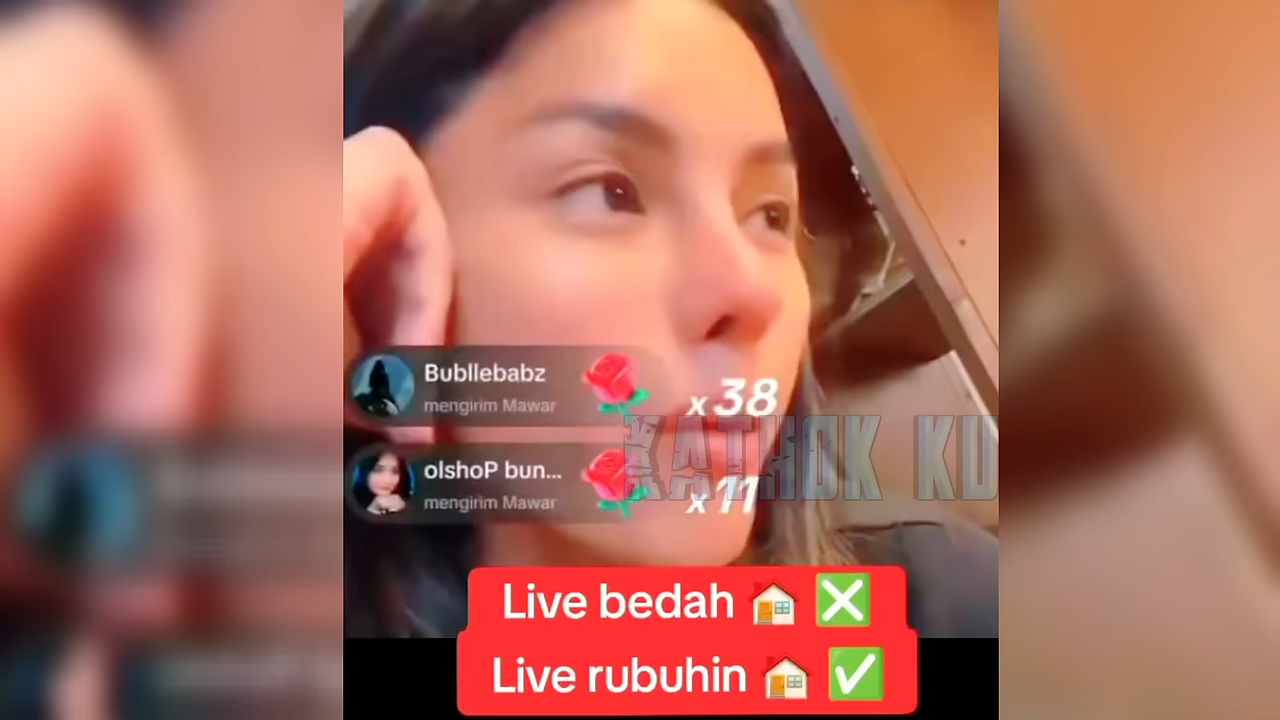 Bubllebabz
mengirim Mawar
x38
KATHOK KU
olshoP bun...
mengirim Mawar
x11
Live bedah 🏠 ❎
Live rubuhin 🏠 ✅